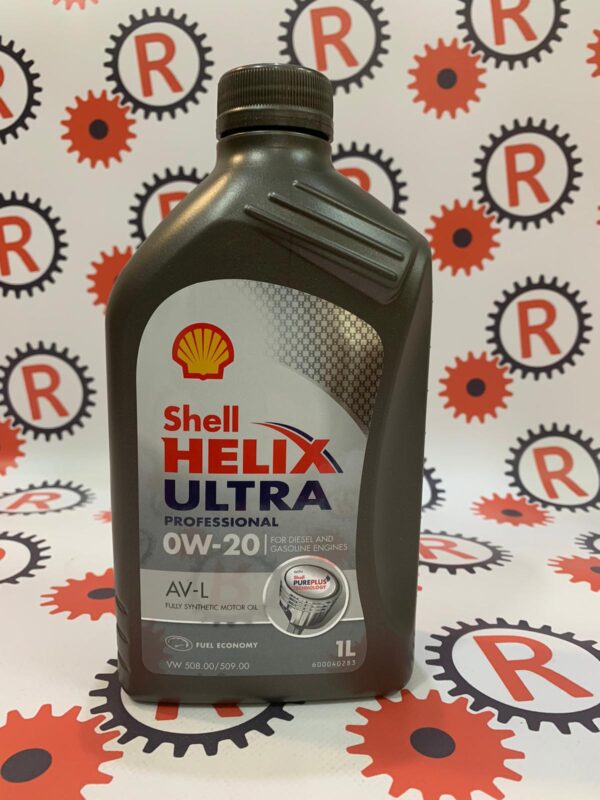 Shell
HELIX
ULTRA
PROFESSIONAL
0W-20
FOR DIESEL AND
GASOLINE ENGINES
AV-L
FULLY SYNTHETIC MOTOR OIL
WITH
Shell
PUREPLUS
TECHNOLOGY
FUEL ECONOMY
1L
VW 508.00/509.00
600040283
R
R
R
R
R
R
R
R
R
R
R